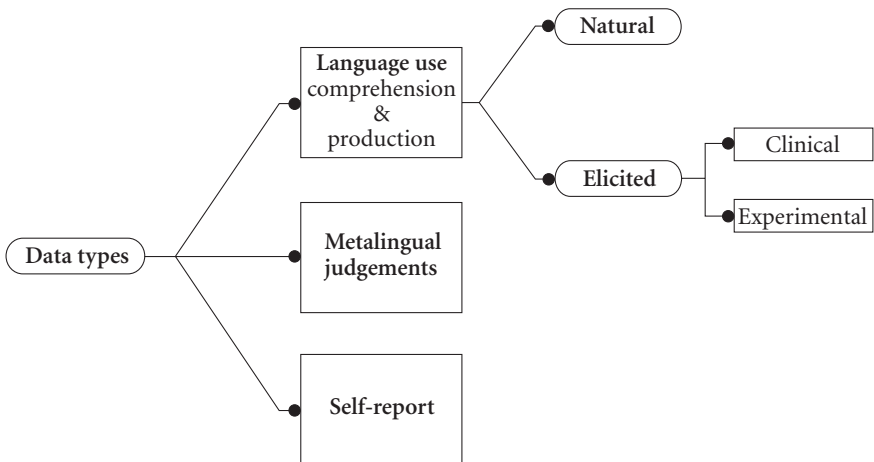 Natural
Language use
comprehension
&
production
Clinical
Elicited
Experimental
Metalingual
judgements
Data types
Self-report